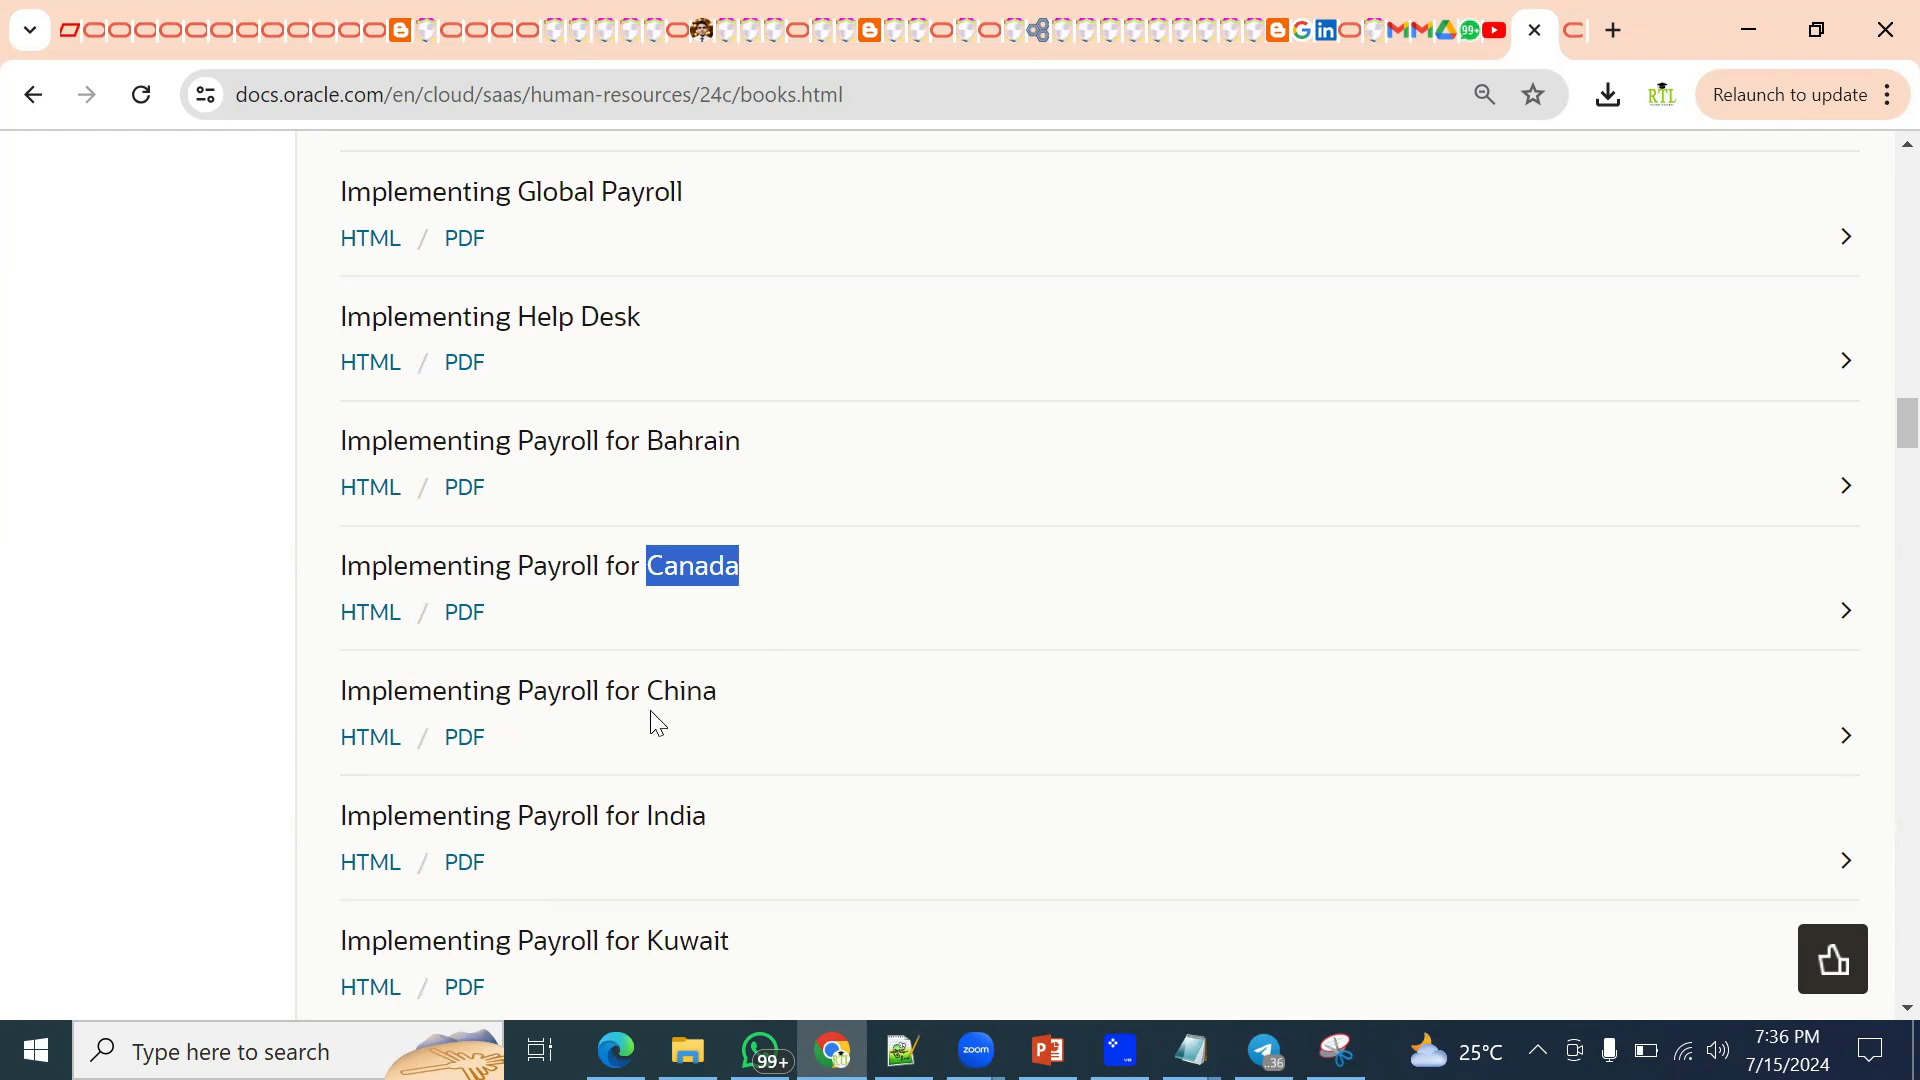 docs.oracle.com/en/cloud/saas/human-resources/24c/books.html
RTL
Relaunch to update
Implementing Global Payroll
HTML / PDF
Implementing Help Desk
HTML / PDF
Implementing Payroll for Bahrain
HTML / PDF
Implementing Payroll for Canada
HTML / PDF
Implementing Payroll for China
HTML / PDF
Implementing Payroll for India
HTML / PDF
Implementing Payroll for Kuwait
HTML / PDF
Type here to search
99+
zoom
25°C
7:36 PM
7/15/2024